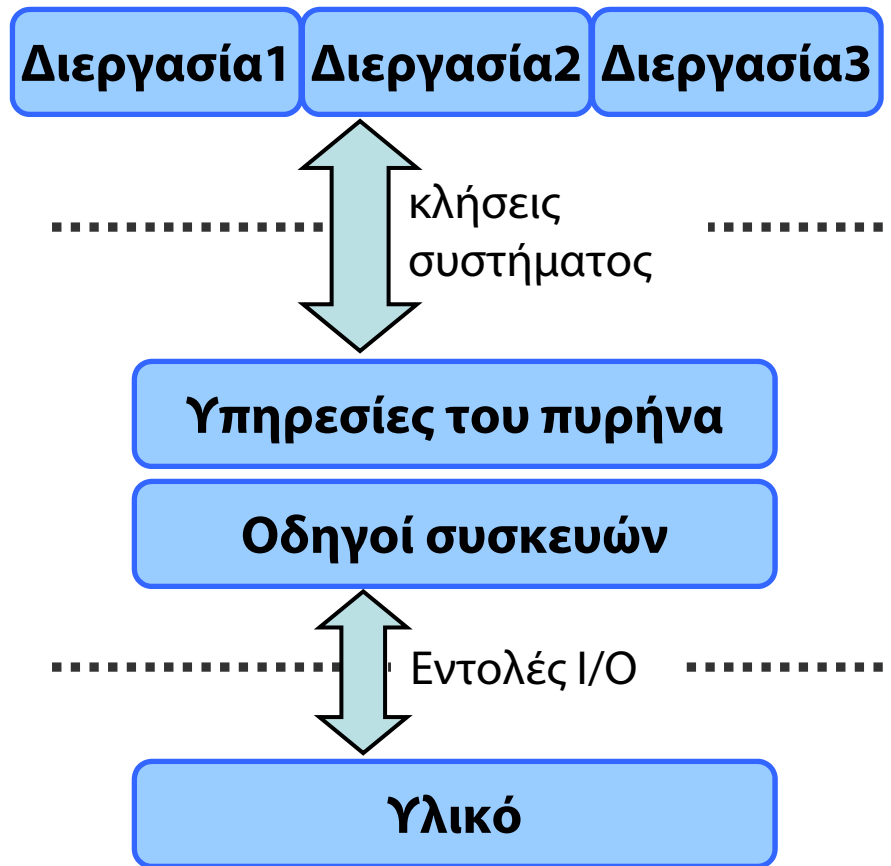 Διεργασία1 Διεργασία2 Διεργασία3
κλήσεις
συστήματος
Υπηρεσίες του πυρήνα
Οδηγοί συσκευών
Εντολές I/O
Υλικό